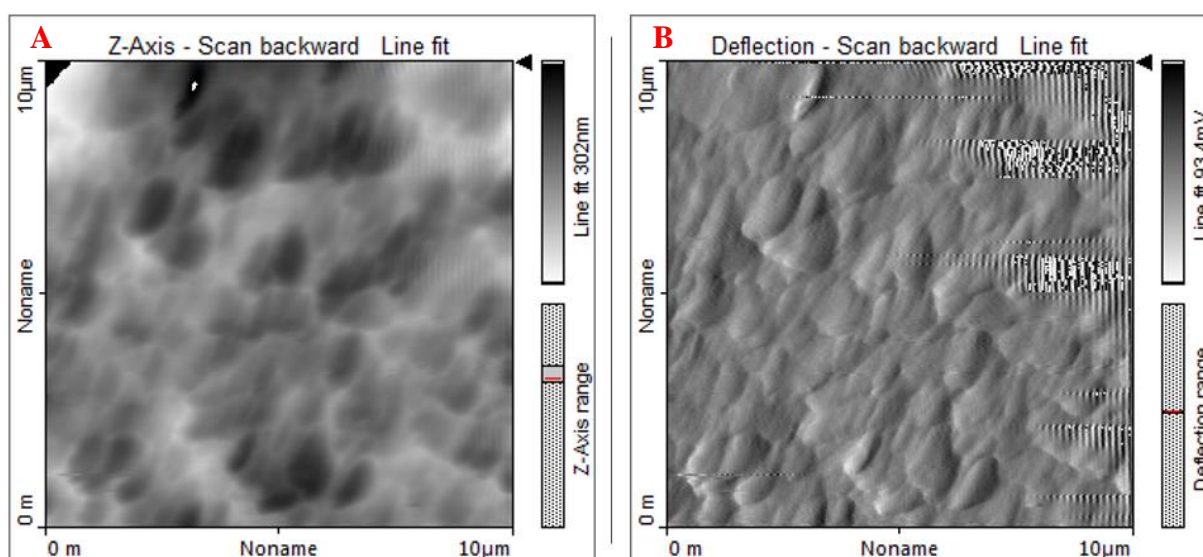 A
Z-Axis - Scan backward Line fit
10µm
Noname
0 m
0 m
Noname
10µm
Line fit 302nm
Z-Axis range
B
Deflection - Scan backward Line fit
10µm
Noname
0 m
0 m
Noname
10µm
Line fit 93.4mV
Deflection range